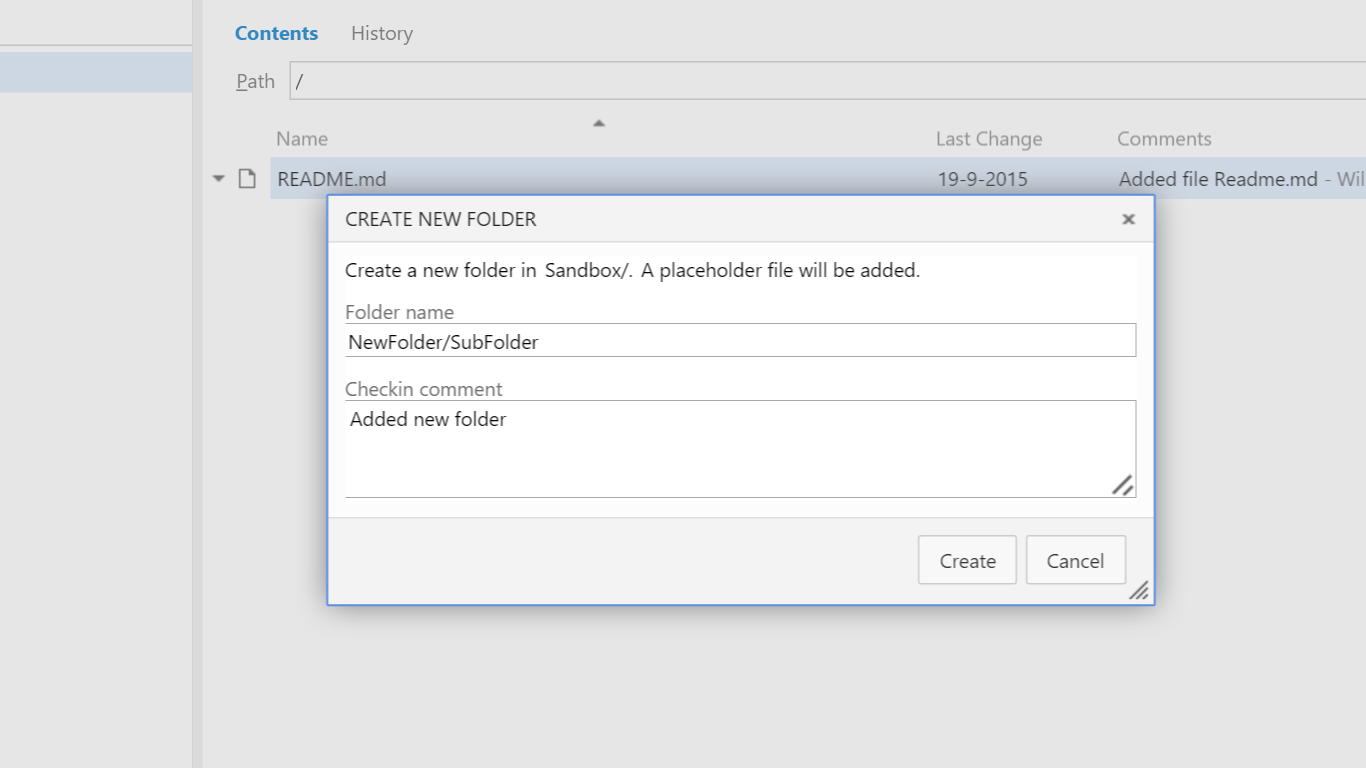 Contents History
Path /
Name Last Change Comments
README.md 19-9-2015 Added file Readme.md - Wil
CREATE NEW FOLDER
Create a new folder in Sandbox/. A placeholder file will be added.
Folder name
NewFolder/SubFolder
Checkin comment
Added new folder
Create Cancel